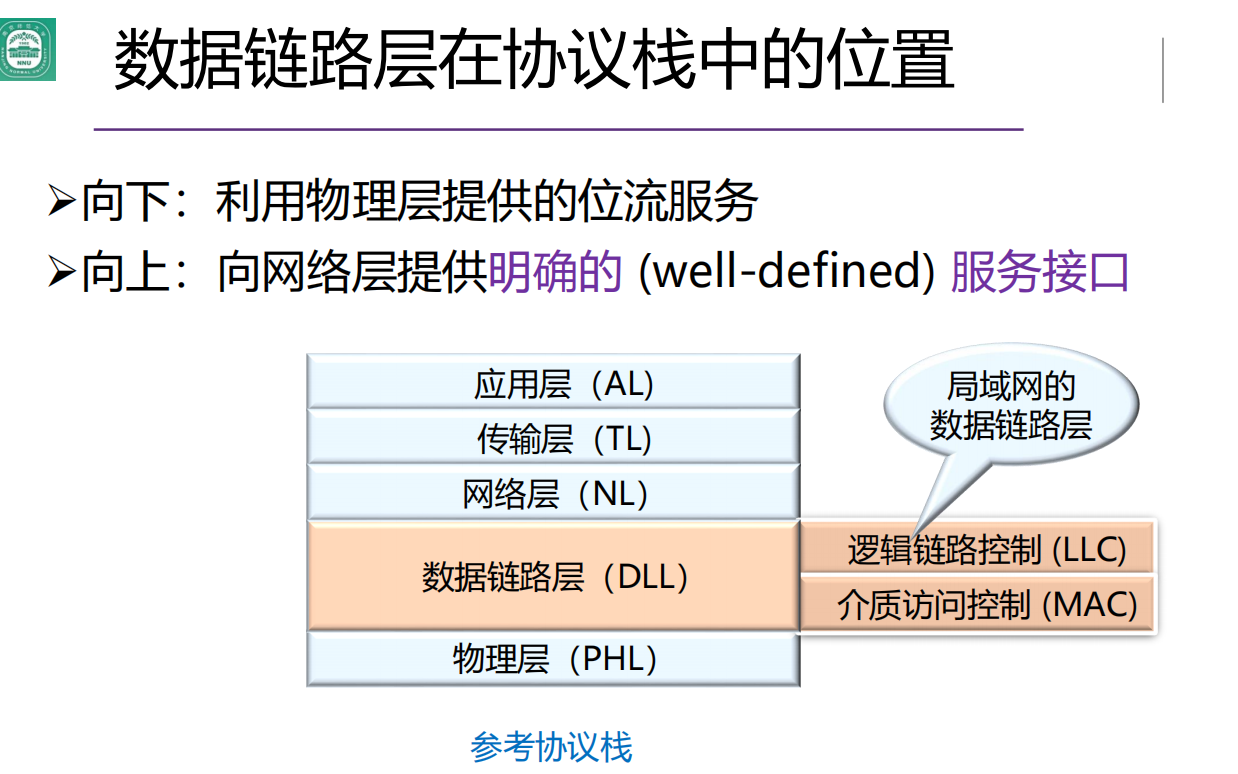 数据链路层在协议栈中的位置
➢向下：利用物理层提供的位流服务
➢向上：向网络层提供明确的 (well-defined) 服务接口
局域网的
数据链路层
应用层（AL）
传输层（TL）
网络层（NL）
数据链路层（DLL）
逻辑链路控制 (LLC)
介质访问控制 (MAC)
物理层（PHL）
参考协议栈
NNU